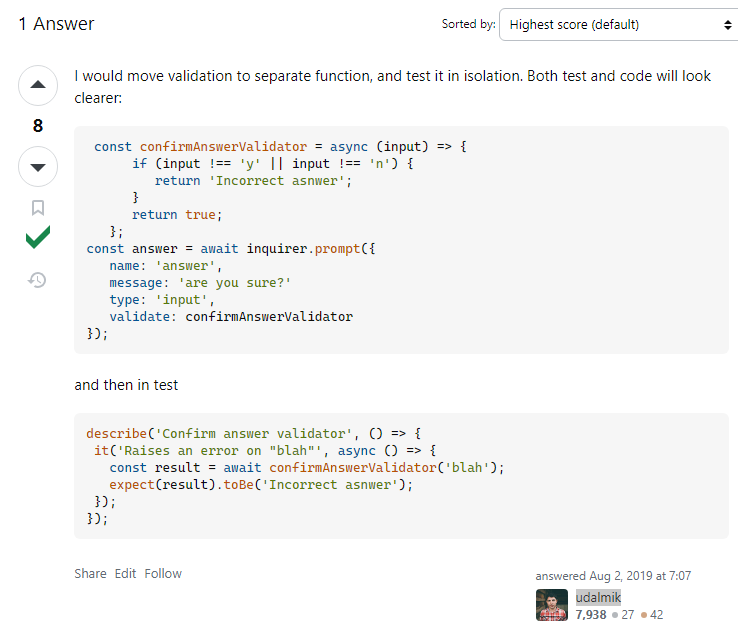 1 Answer
Sorted by: Highest score (default)
I would move validation to separate function, and test it in isolation. Both test and code will look
clearer:
8
const confirmAnswerValidator = async (input) => {
if (input !== 'y' || input !== 'n') {
return 'Incorrect asnwer';
}
return true;
};
const answer = await inquirer.prompt({
name: 'answer',
message: 'are you sure?'
type: 'input',
validate: confirmAnswerValidator
});
and then in test
describe('Confirm answer validator', () => {
it('Raises an error on "blah"', async () => {
const result = await confirmAnswerValidator('blah');
expect(result).toBe('Incorrect asnwer');
});
});
Share Edit Follow
answered Aug 2, 2019 at 7:07
udalmik
7,938 27 42